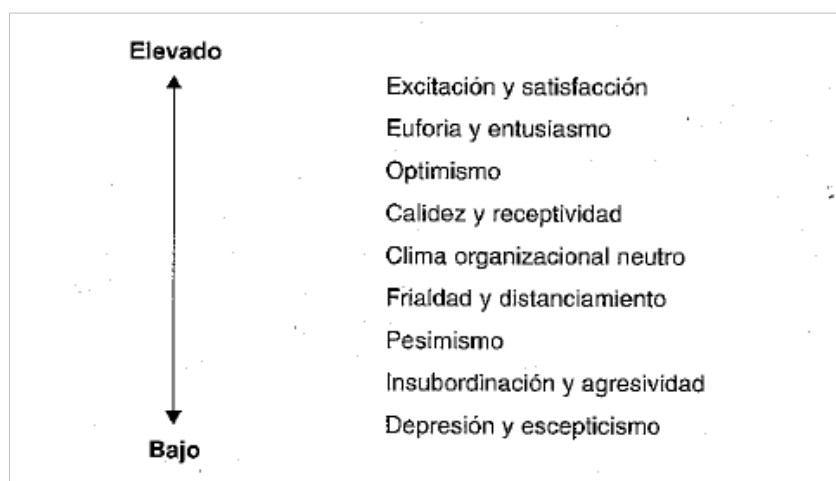 Elevado
Excitación y satisfacción
Euforia y entusiasmo
Optimismo
Calidez y receptividad
Clima organizacional neutro
Frialdad y distanciamiento
Pesimismo
Insubordinación y agresividad
Depresión y escepticismo
Bajo